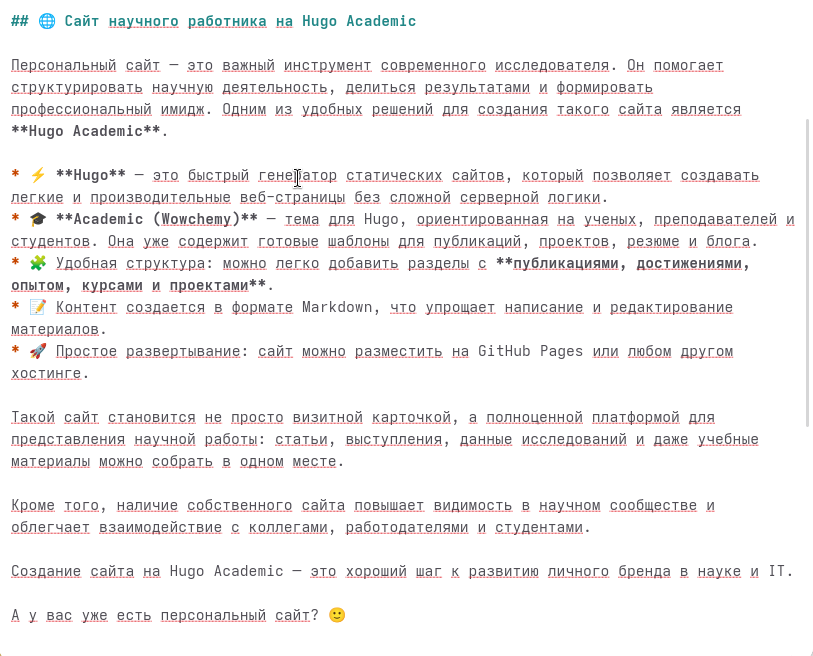 ## 🌐 Сайт научного работника на Hugo Academic
Персональный сайт — это важный инструмент современного исследователя. Он помогает
структурировать научную деятельность, делиться результатами и формировать
профессиональный имидж. Одним из удобных решений для создания такого сайта является
**Hugo Academic**.
* ⚡ **Hugo** — это быстрый генератор статических сайтов, который позволяет создавать
легкие и производительные веб-страницы без сложной серверной логики.
* 🎓 **Academic (Wowchemy)** — тема для Hugo, ориентированная на ученых, преподавателей и
студентов. Она уже содержит готовые шаблоны для публикаций, проектов, резюме и блога.
* 🧩 Удобная структура: можно легко добавить разделы с **публикациями, достижениями,
опытом, курсами и проектами**.
* 📝 Контент создается в формате Markdown, что упрощает написание и редактирование
материалов.
* 🚀 Простое развертывание: сайт можно разместить на GitHub Pages или любом другом
хостинге.
Такой сайт становится не просто визитной карточкой, а полноценной платформой для
представления научной работы: статьи, выступления, данные исследований и даже учебные
материалы можно собрать в одном месте.
Кроме того, наличие собственного сайта повышает видимость в научном сообществе и
облегчает взаимодействие с коллегами, работодателями и студентами.
Создание сайта на Hugo Academic — это хороший шаг к развитию личного бренда в науке и IT.
А у вас уже есть персональный сайт? 🙂